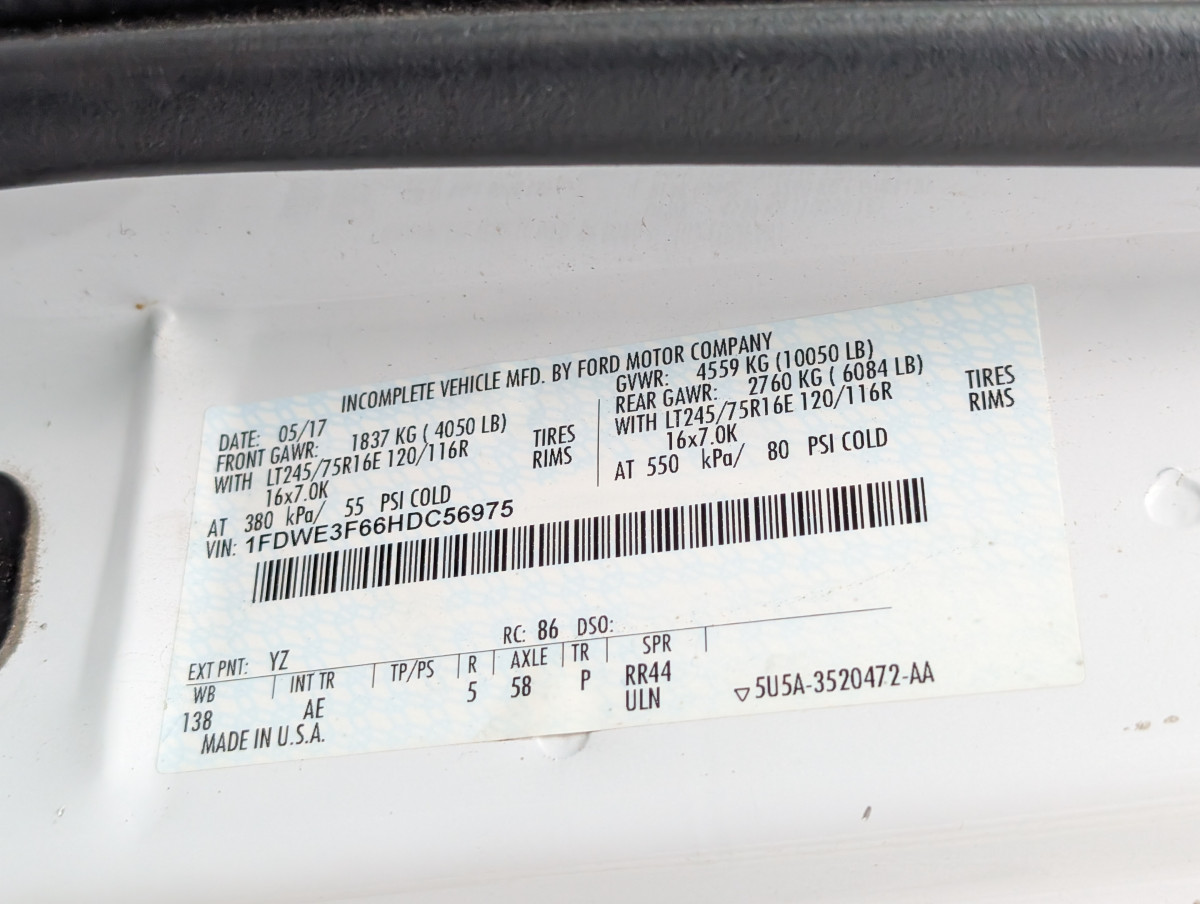 INCOMPLETE VEHICLE MFD. BY FORD MOTOR COMPANY
DATE: 05/17
FRONT GAWR: 1837 KG ( 4050 LB)
WITH LT245/75R16E 120/116R TIRES
16x7.0K RIMS
AT 380 kPa/ 55 PSI COLD
GVWR: 4559 KG (10050 LB)
REAR GAWR: 2760 KG ( 6084 LB)
WITH LT245/75R16E 120/116R TIRES
16x7.0K RIMS
AT 550 kPa/ 80 PSI COLD
VIN: 1FDWE3F66HDC56975
RC: 86 DSO:
EXT PNT: YZ
WB INT TR TP/PS R AXLE TR SPR
138 AE 5 58 P RR44
ULN
▽5U5A-3520472-AA
MADE IN U.S.A.